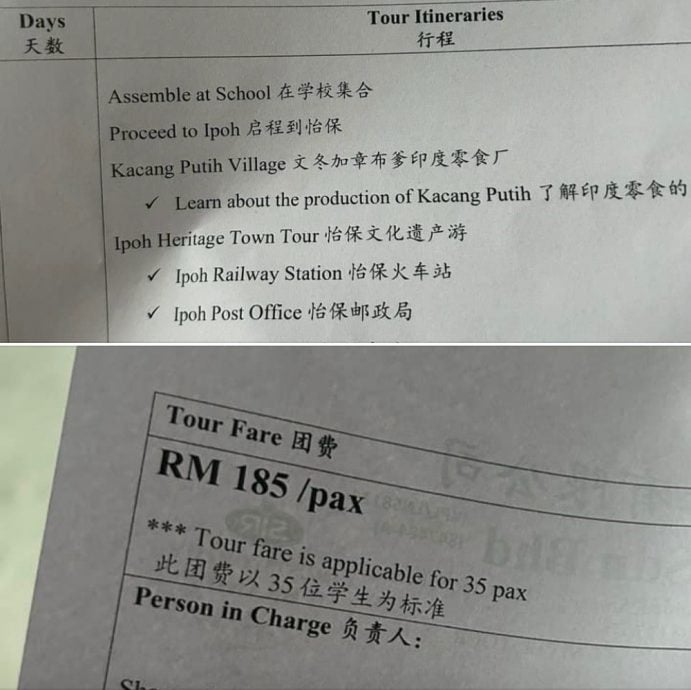 Days
天数
Tour Itineraries
行程
Assemble at School 在学校集合
Proceed to Ipoh 启程到怡保
Kacang Putih Village 文冬加章布爹印度零食厂
✓ Learn about the production of Kacang Putih 了解印度零食的
Ipoh Heritage Town Tour 怡保文化遗产游
✓ Ipoh Railway Station 怡保火车站
✓ Ipoh Post Office 怡保邮政局
Tour Fare 团费
RM 185 /pax
*** Tour fare is applicable for 35 pax
此团费以 35 位学生为标准
Person in Charge 负责人：